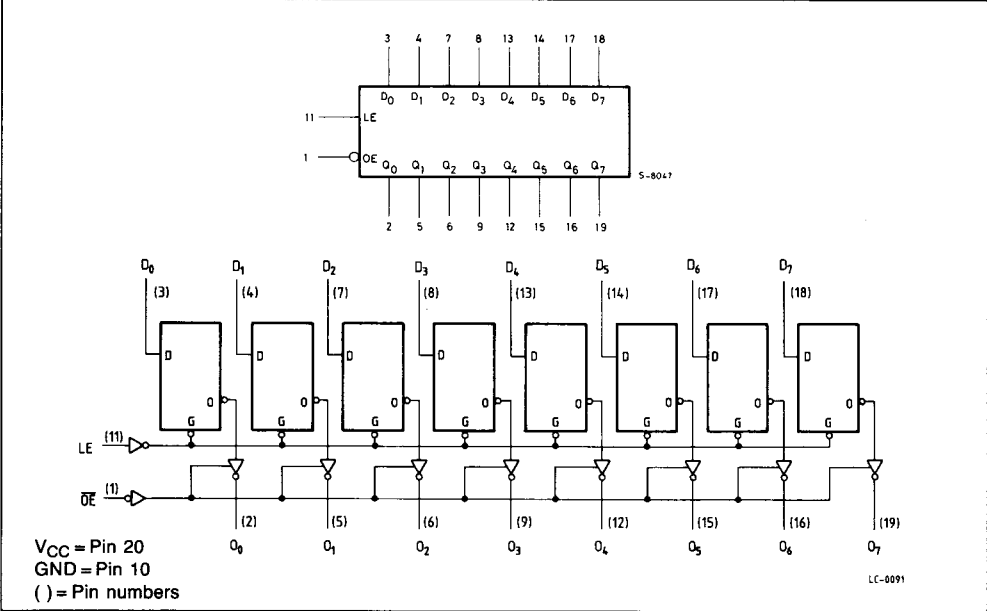 3 4 7 8 13 14 17 18
D0 D1 D2 D3 D4 D5 D6 D7
11 LE
1 OE
Q0 Q1 Q2 Q3 Q4 Q5 Q6 Q7
S-8047
2 5 6 9 12 15 16 19
D0 D1 D2 D3 D4 D5 D6 D7
(3) (4) (7) (8) (13) (14) (17) (18)
D D D D D D D D
O O O O O O O O
G G G G G G G G
LE (11)
O̅E̅ (1)
(2) (5) (6) (9) (12) (15) (16) (19)
O0 O1 O2 O3 O4 O5 O6 O7
VCC = Pin 20
GND = Pin 10
( ) = Pin numbers
LC-0091